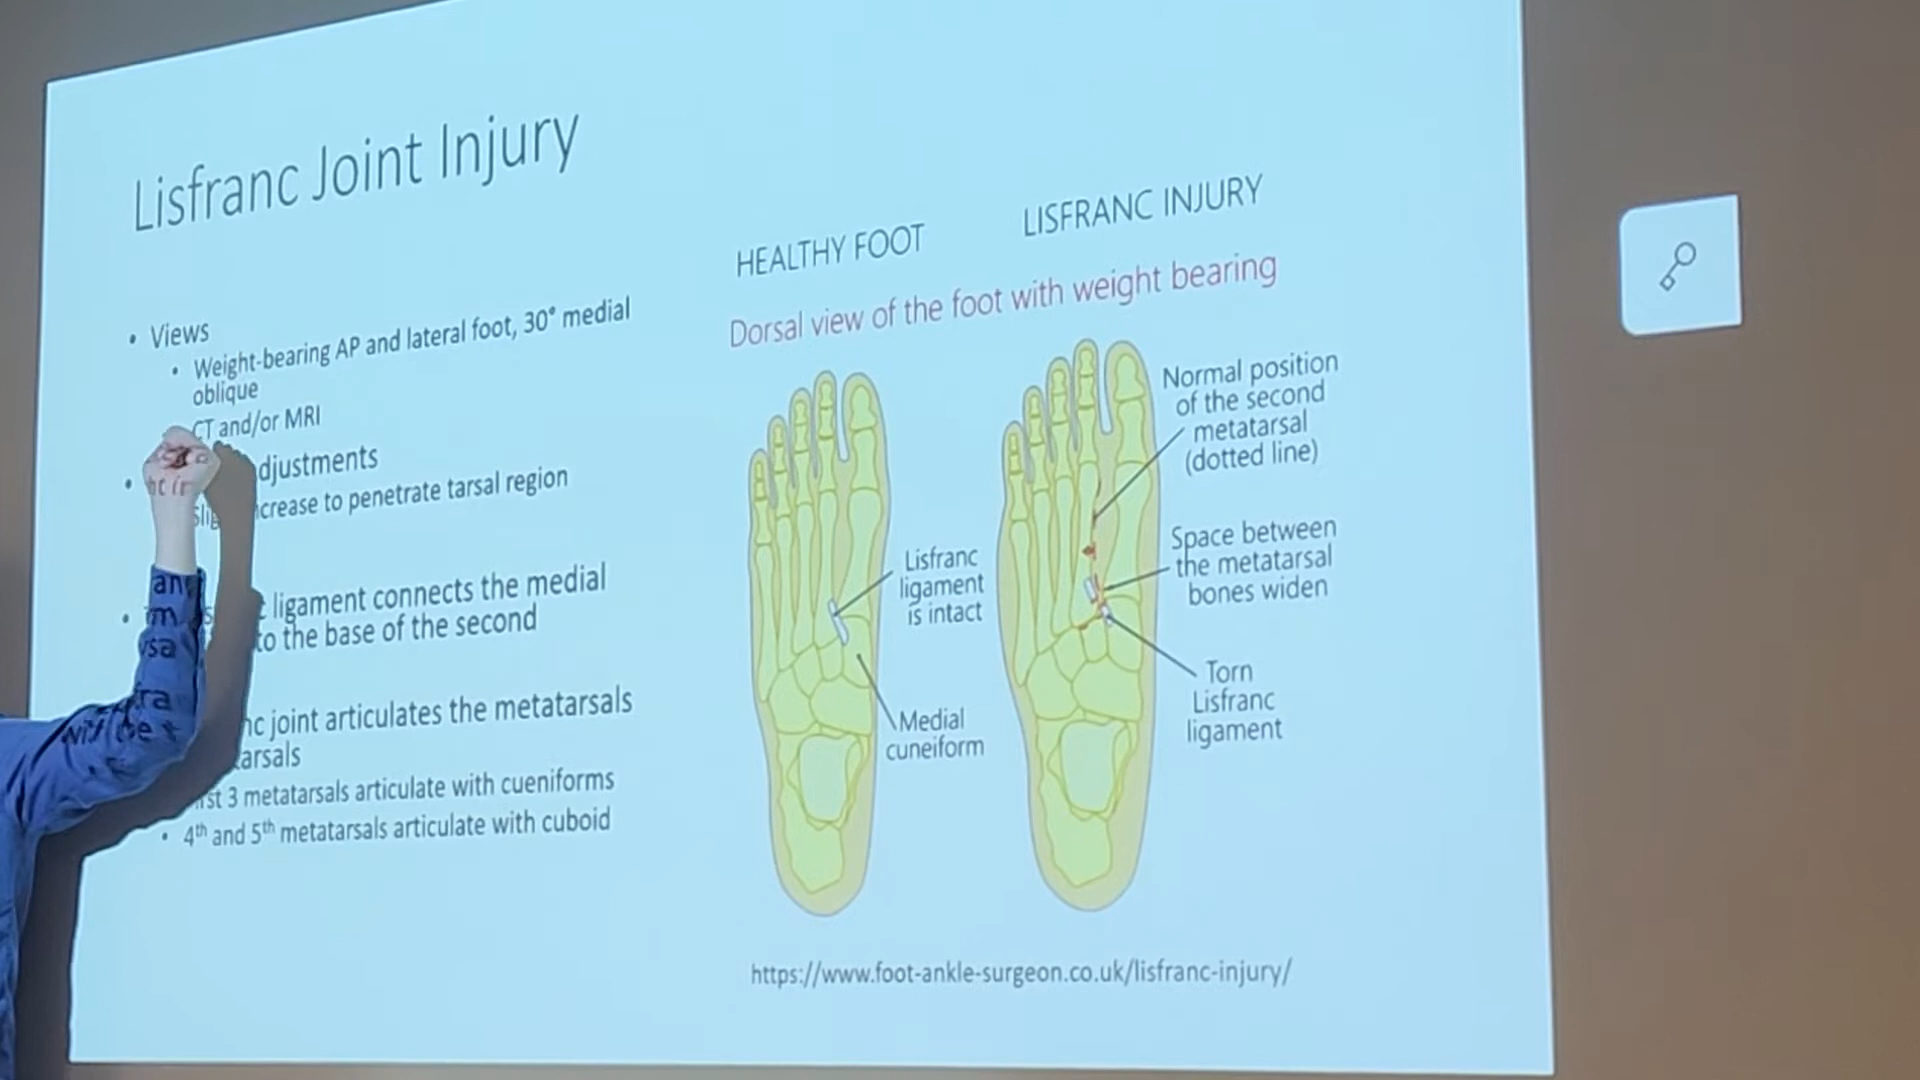 Lisfranc Joint Injury
• Views
• Weight-bearing AP and lateral foot, 30° medial
oblique
CT and/or MRI
• djustments
crease to penetrate tarsal region
• ligament connects the medial
to the base of the second
joint articulates the metatarsals
arsals
3 metatarsals articulate with cueniforms
• 4th and 5th metatarsals articulate with cuboid
HEALTHY FOOT
LISFRANC INJURY
Dorsal view of the foot with weight bearing
Lisfranc
ligament
is intact
Medial
cuneiform
Normal position
of the second
metatarsal
(dotted line)
Space between
the metatarsal
bones widen
Torn
Lisfranc
ligament
https://www.foot-ankle-surgeon.co.uk/lisfranc-injury/